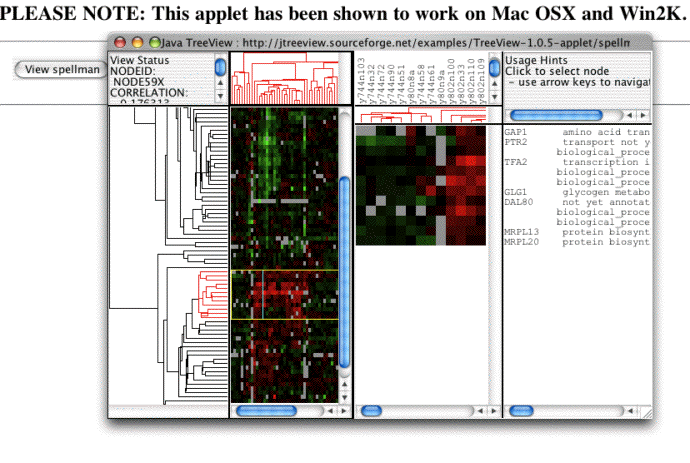 PLEASE NOTE: This applet has been shown to work on Mac OSX and Win2K.
Java TreeView : http://jtreeview.sourceforge.net/examples/TreeView-1.0.5-applet/spellm
View spellman
View Status
NODEID:
NODE59X
CORRELATION:
0.176313
y744n103
y744n32
y744n72
y744n90
y744n51
y80n8a
y744n58
y744n61
y80n9a
y802n100
y802n33
y802n110
y802n109
Usage Hints
Click to select node
- use arrow keys to navigat
GAP1 amino acid tran
PTR2 transport not y
biological_proce
TFA2 transcription i
biological_proce
biological_proce
GLG1 glycogen metabo
DAL80 not yet annotat
biological_proce
biological_proce
MRPL13 protein biosynt
MRPL20 protein biosynt